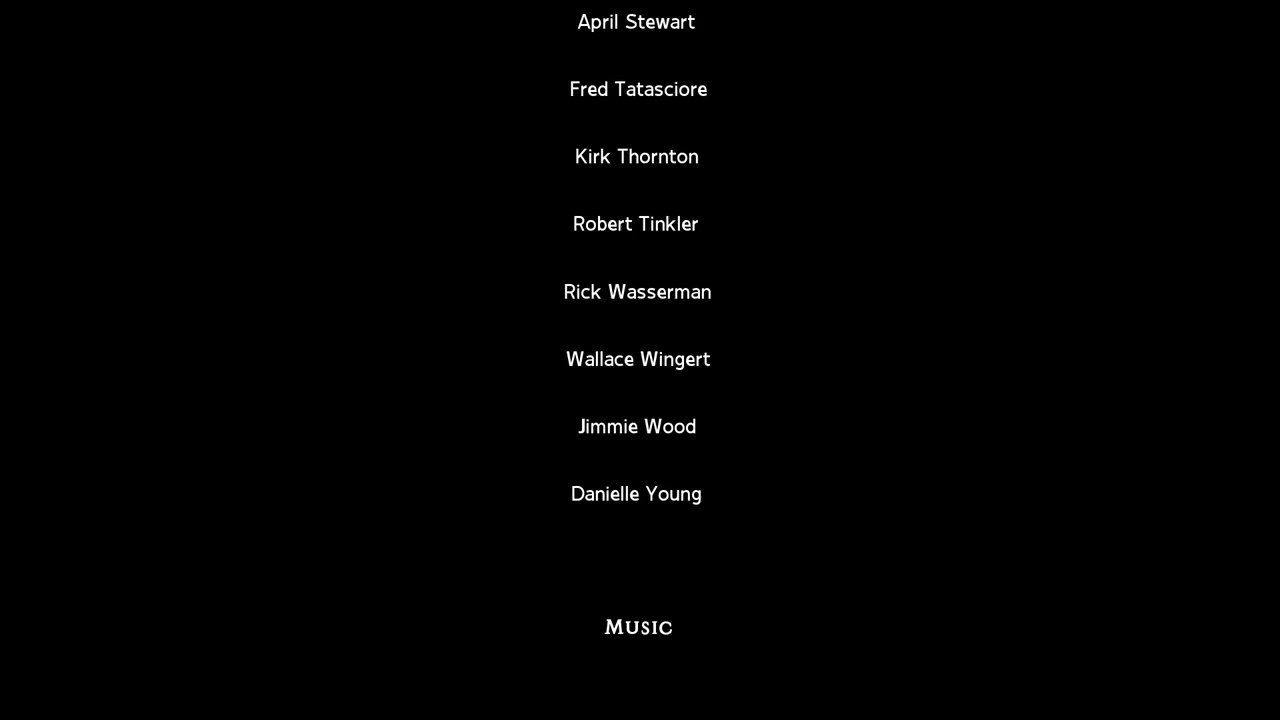 April Stewart
Fred Tatasciore
Kirk Thornton
Robert Tinkler
Rick Wasserman
Wallace Wingert
Jimmie Wood
Danielle Young
MUSIC